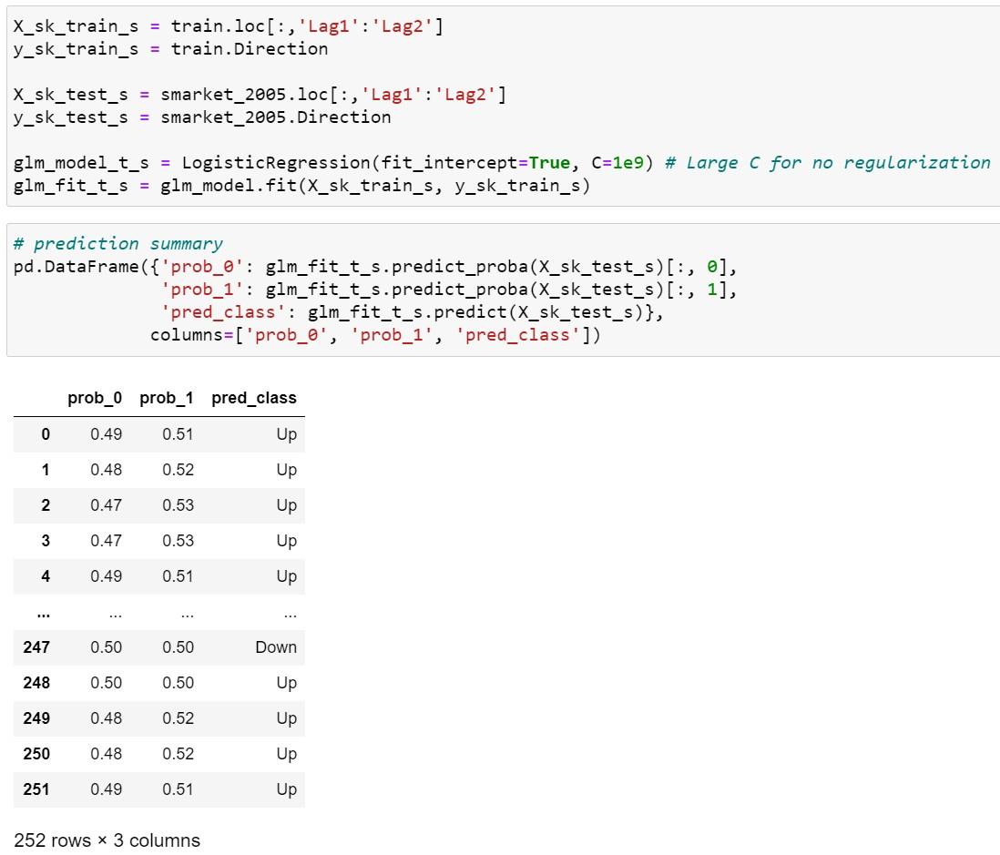 X_sk_train_s = train.loc[:,'Lag1':'Lag2']
y_sk_train_s = train.Direction
X_sk_test_s = smarket_2005.loc[:,'Lag1':'Lag2']
y_sk_test_s = smarket_2005.Direction
glm_model_t_s = LogisticRegression(fit_intercept=True, C=1e9) # Large C for no regularization
glm_fit_t_s = glm_model.fit(X_sk_train_s, y_sk_train_s)
# prediction summary
pd.DataFrame({'prob_0': glm_fit_t_s.predict_proba(X_sk_test_s)[:, 0],
'prob_1': glm_fit_t_s.predict_proba(X_sk_test_s)[:, 1],
'pred_class': glm_fit_t_s.predict(X_sk_test_s)},
columns=['prob_0', 'prob_1', 'pred_class'])
prob_0 prob_1 pred_class
0 0.49 0.51 Up
1 0.48 0.52 Up
2 0.47 0.53 Up
3 0.47 0.53 Up
4 0.49 0.51 Up
... ... ... ...
247 0.50 0.50 Down
248 0.50 0.50 Up
249 0.48 0.52 Up
250 0.48 0.52 Up
251 0.49 0.51 Up
252 rows × 3 columns